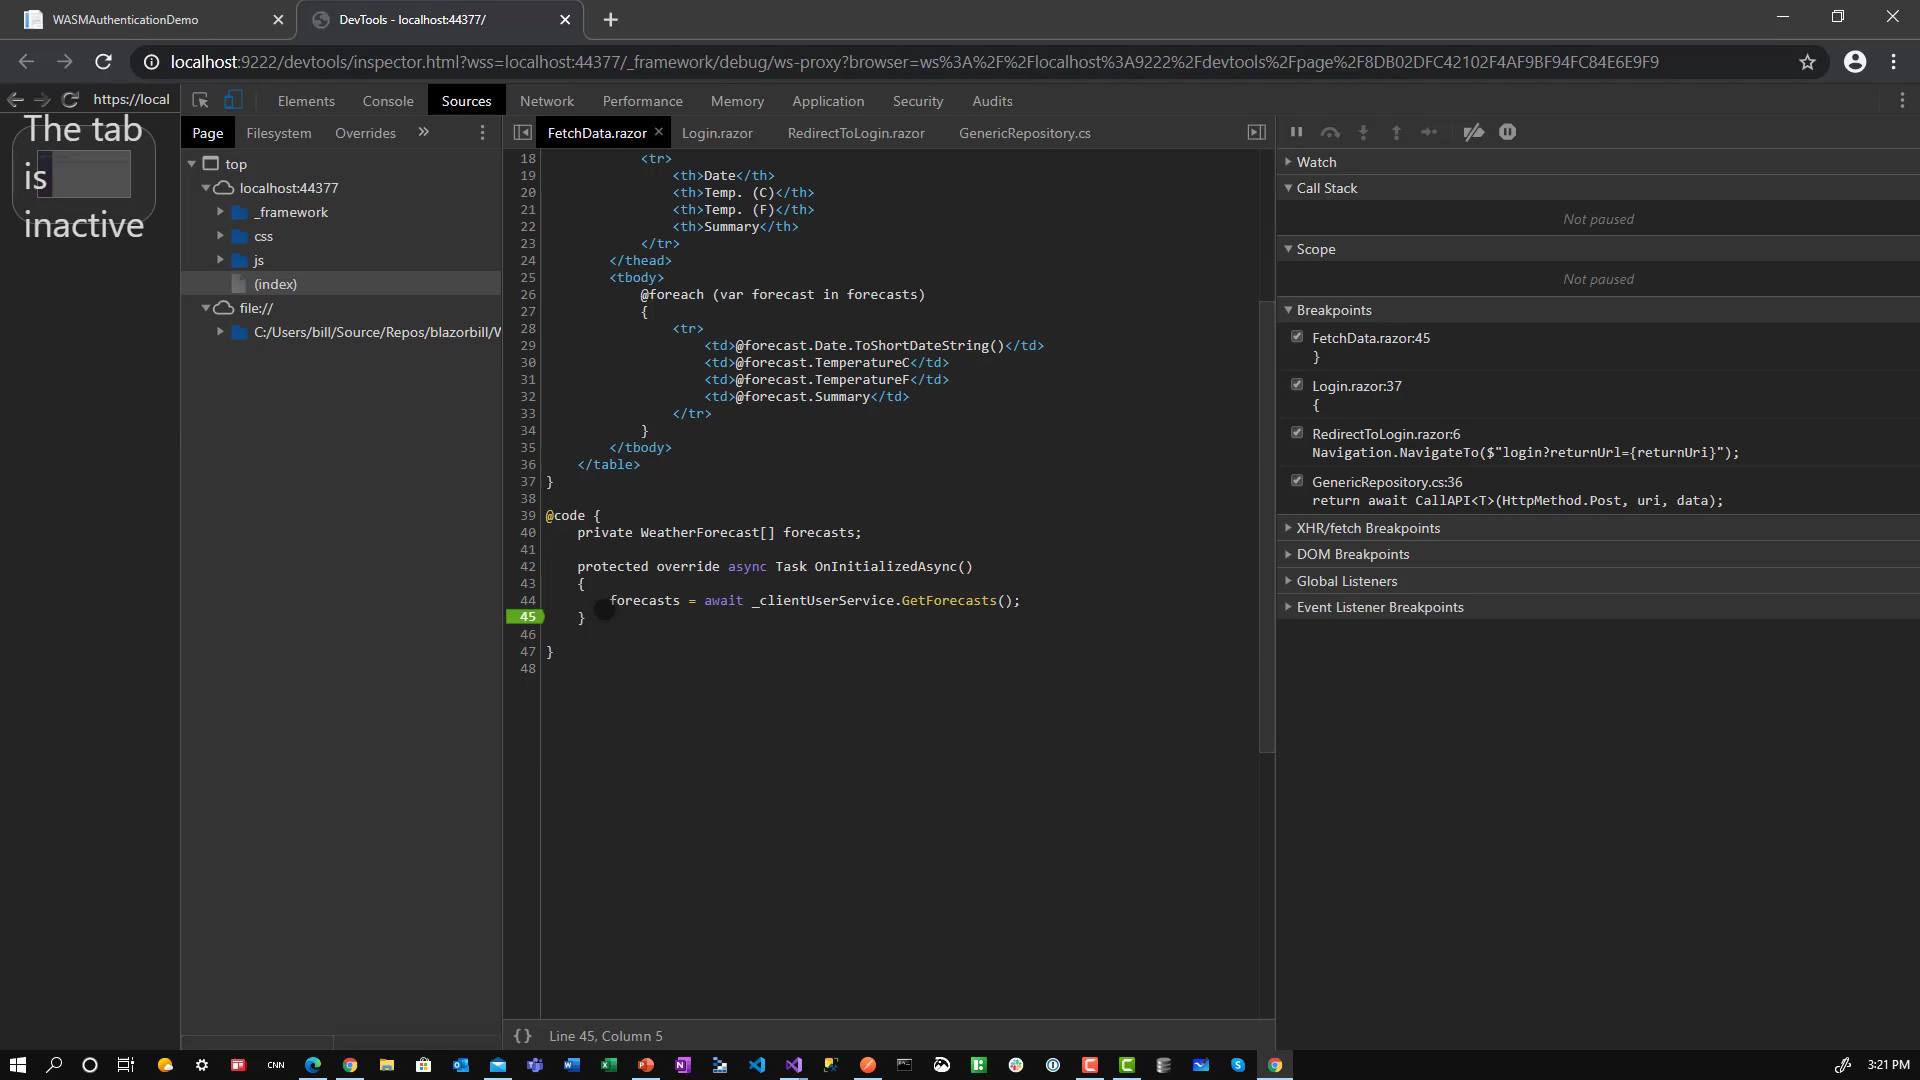 WASMAuthenticationDemo
DevTools - localhost:44377/
localhost:9222/devtools/inspector.html?wss=localhost:44377/_framework/debug/ws-proxy?browser=ws%3A%2F%2Flocalhost%3A9222%2Fdevtools%2Fpage%2F8DB02DFC42102F4AF9BF94FC84E6E9F9
https://local
The tab
is
inactive
Elements Console Sources Network Performance Memory Application Security Audits
Page Filesystem Overrides »
top
localhost:44377
_framework
css
js
(index)
file://
C:/Users/bill/Source/Repos/blazorbill/W
FetchData.razor Login.razor RedirectToLogin.razor GenericRepository.cs
18 <tr>
19 <th>Date</th>
20 <th>Temp. (C)</th>
21 <th>Temp. (F)</th>
22 <th>Summary</th>
23 </tr>
24 </thead>
25 <tbody>
26 @foreach (var forecast in forecasts)
27 {
28 <tr>
29 <td>@forecast.Date.ToShortDateString()</td>
30 <td>@forecast.TemperatureC</td>
31 <td>@forecast.TemperatureF</td>
32 <td>@forecast.Summary</td>
33 </tr>
34 }
35 </tbody>
36 </table>
37 }
38
39 @code {
40 private WeatherForecast[] forecasts;
41
42 protected override async Task OnInitializedAsync()
43 {
44 forecasts = await _clientUserService.GetForecasts();
45 }
46
47 }
48
{} Line 45, Column 5
Watch
Call Stack
Not paused
Scope
Not paused
Breakpoints
FetchData.razor:45
}
Login.razor:37
{
RedirectToLogin.razor:6
Navigation.NavigateTo($"login?returnUrl={returnUri}");
GenericRepository.cs:36
return await CallAPI<T>(HttpMethod.Post, uri, data);
XHR/fetch Breakpoints
DOM Breakpoints
Global Listeners
Event Listener Breakpoints
CNN
3:21 PM